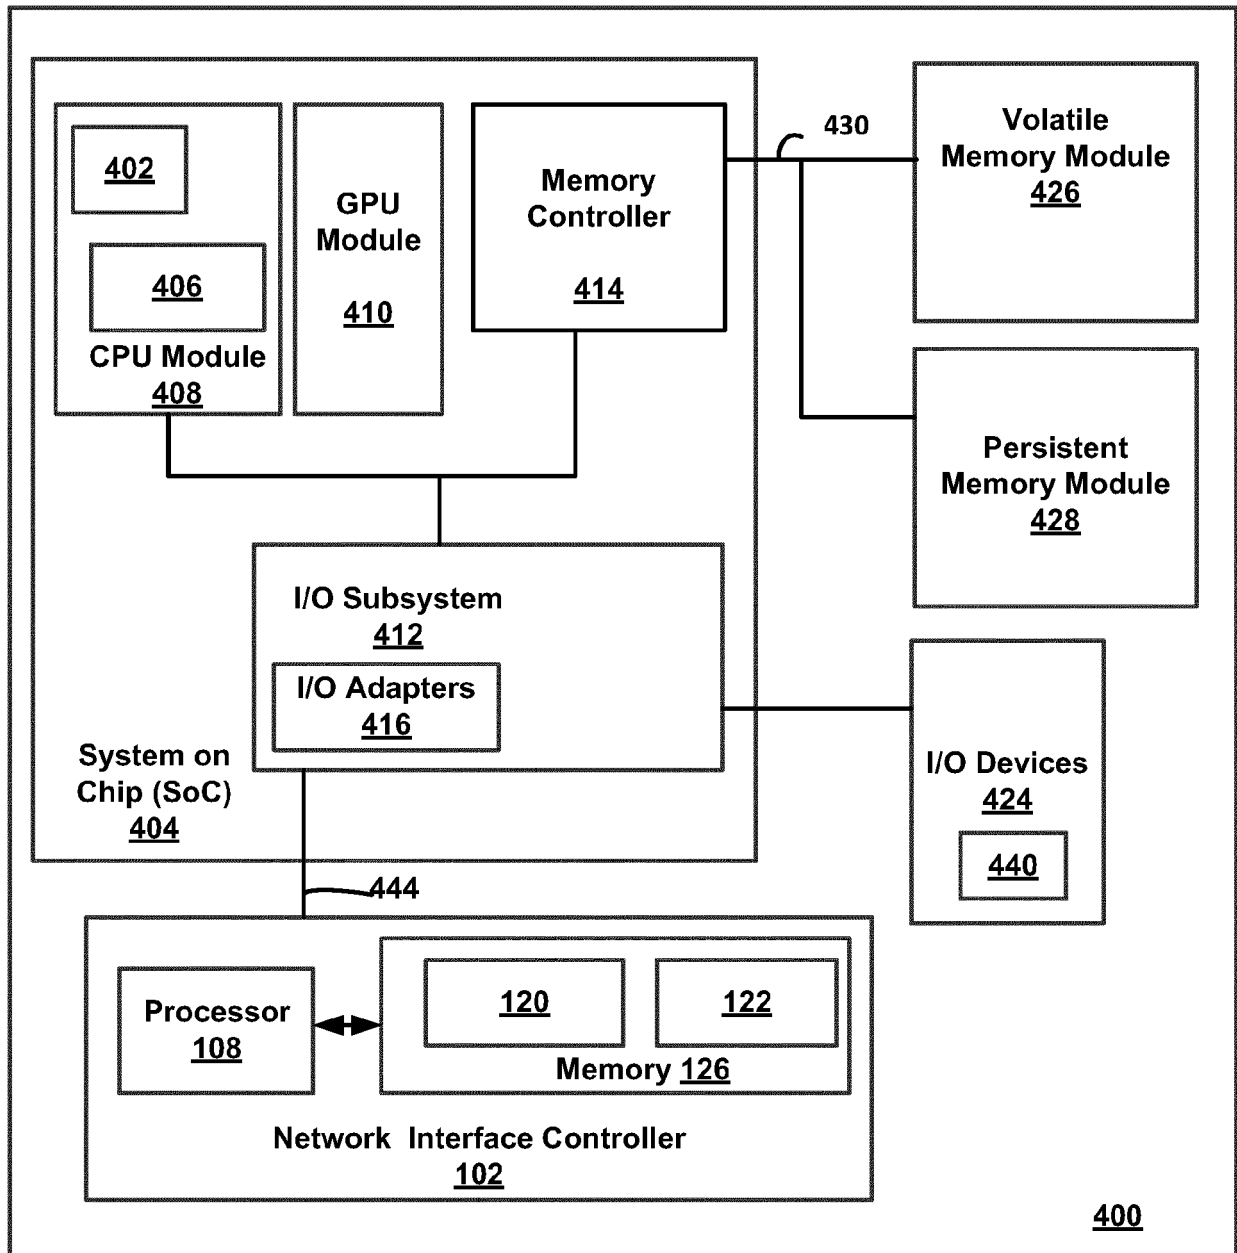 402
406
CPU Module
408
GPU
Module
410
Memory
Controller
414
430
Volatile
Memory Module
426
Persistent
Memory Module
428
I/O Subsystem
412
I/O Adapters
416
System on
Chip (SoC)
404
I/O Devices
424
440
444
Processor
108
120
122
Memory 126
Network Interface Controller
102
400